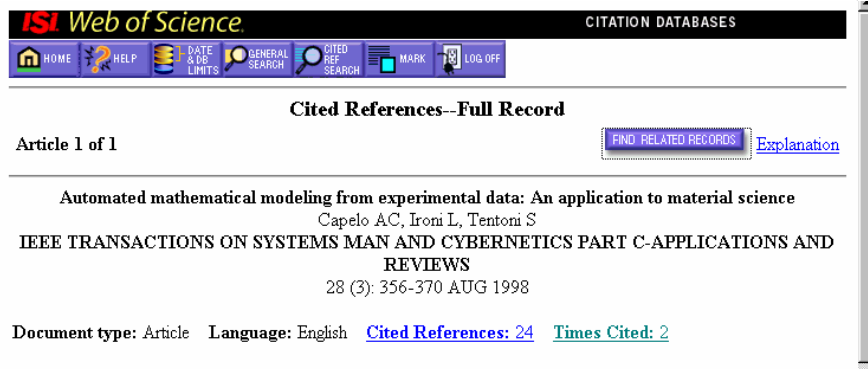 ISI Web of Science. CITATION DATABASES
HOME HELP DATE & DB LIMITS GENERAL SEARCH CITED REF SEARCH MARK LOG OFF
Cited References--Full Record
Article 1 of 1 FIND RELATED RECORDS Explanation
Automated mathematical modeling from experimental data: An application to material science
Capelo AC, Ironi L, Tentoni S
IEEE TRANSACTIONS ON SYSTEMS MAN AND CYBERNETICS PART C-APPLICATIONS AND
REVIEWS
28 (3): 356-370 AUG 1998
Document type: Article Language: English Cited References: 24 Times Cited: 2